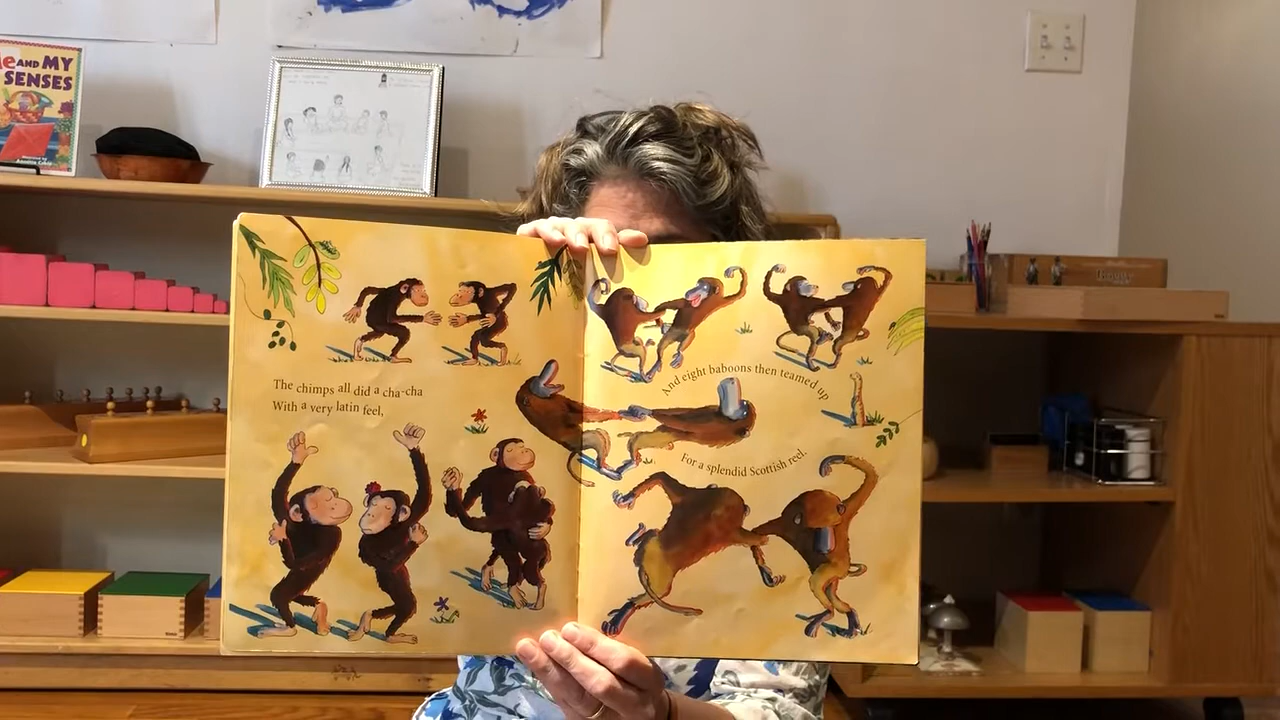 e AND MY
SENSES
The chimps all did a cha-cha
With a very latin feel,
And eight baboons then teamed up
For a splendid Scottish reel.